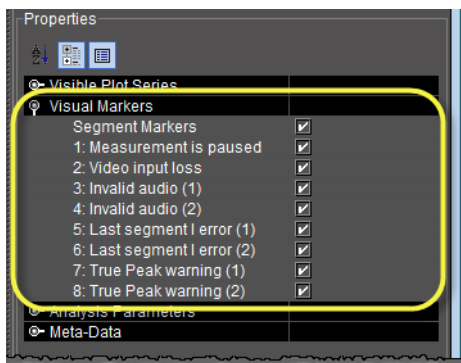 Properties
Visible Plot Series
Visual Markers
Segment Markers
1: Measurement is paused
2: Video input loss
3: Invalid audio (1)
4: Invalid audio (2)
5: Last segment I error (1)
6: Last segment I error (2)
7: True Peak warning (1)
8: True Peak warning (2)
Analysis Parameters
Meta-Data